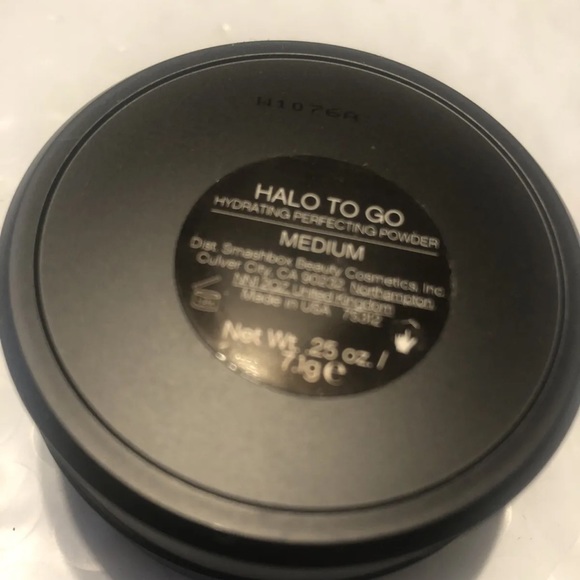 W1076A
HALO TO GO
HYDRATING PERFECTING POWDER
MEDIUM
Dist. Smashbox Beauty Cosmetics, Inc.
Culver City, CA 90232, Northampton,
United Kingdom
Made in USA
Net Wt. .25 oz. /
7.1g e